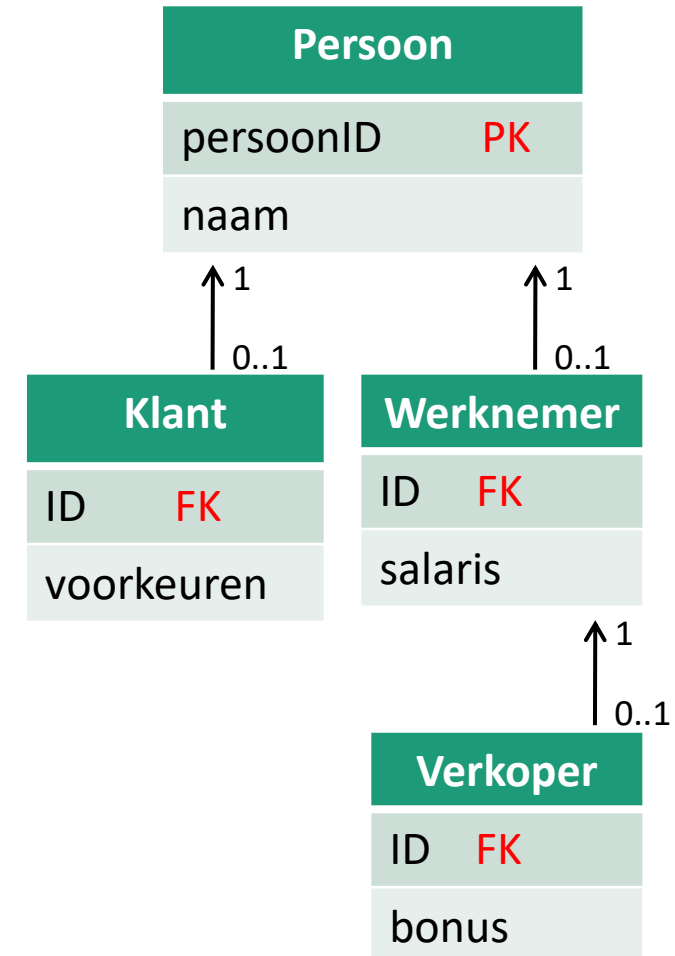 Persoon
persoonID PK
naam
1 1
0..1 0..1
Klant Werknemer
ID FK ID FK
voorkeuren salaris
1
0..1
Verkoper
ID FK
bonus